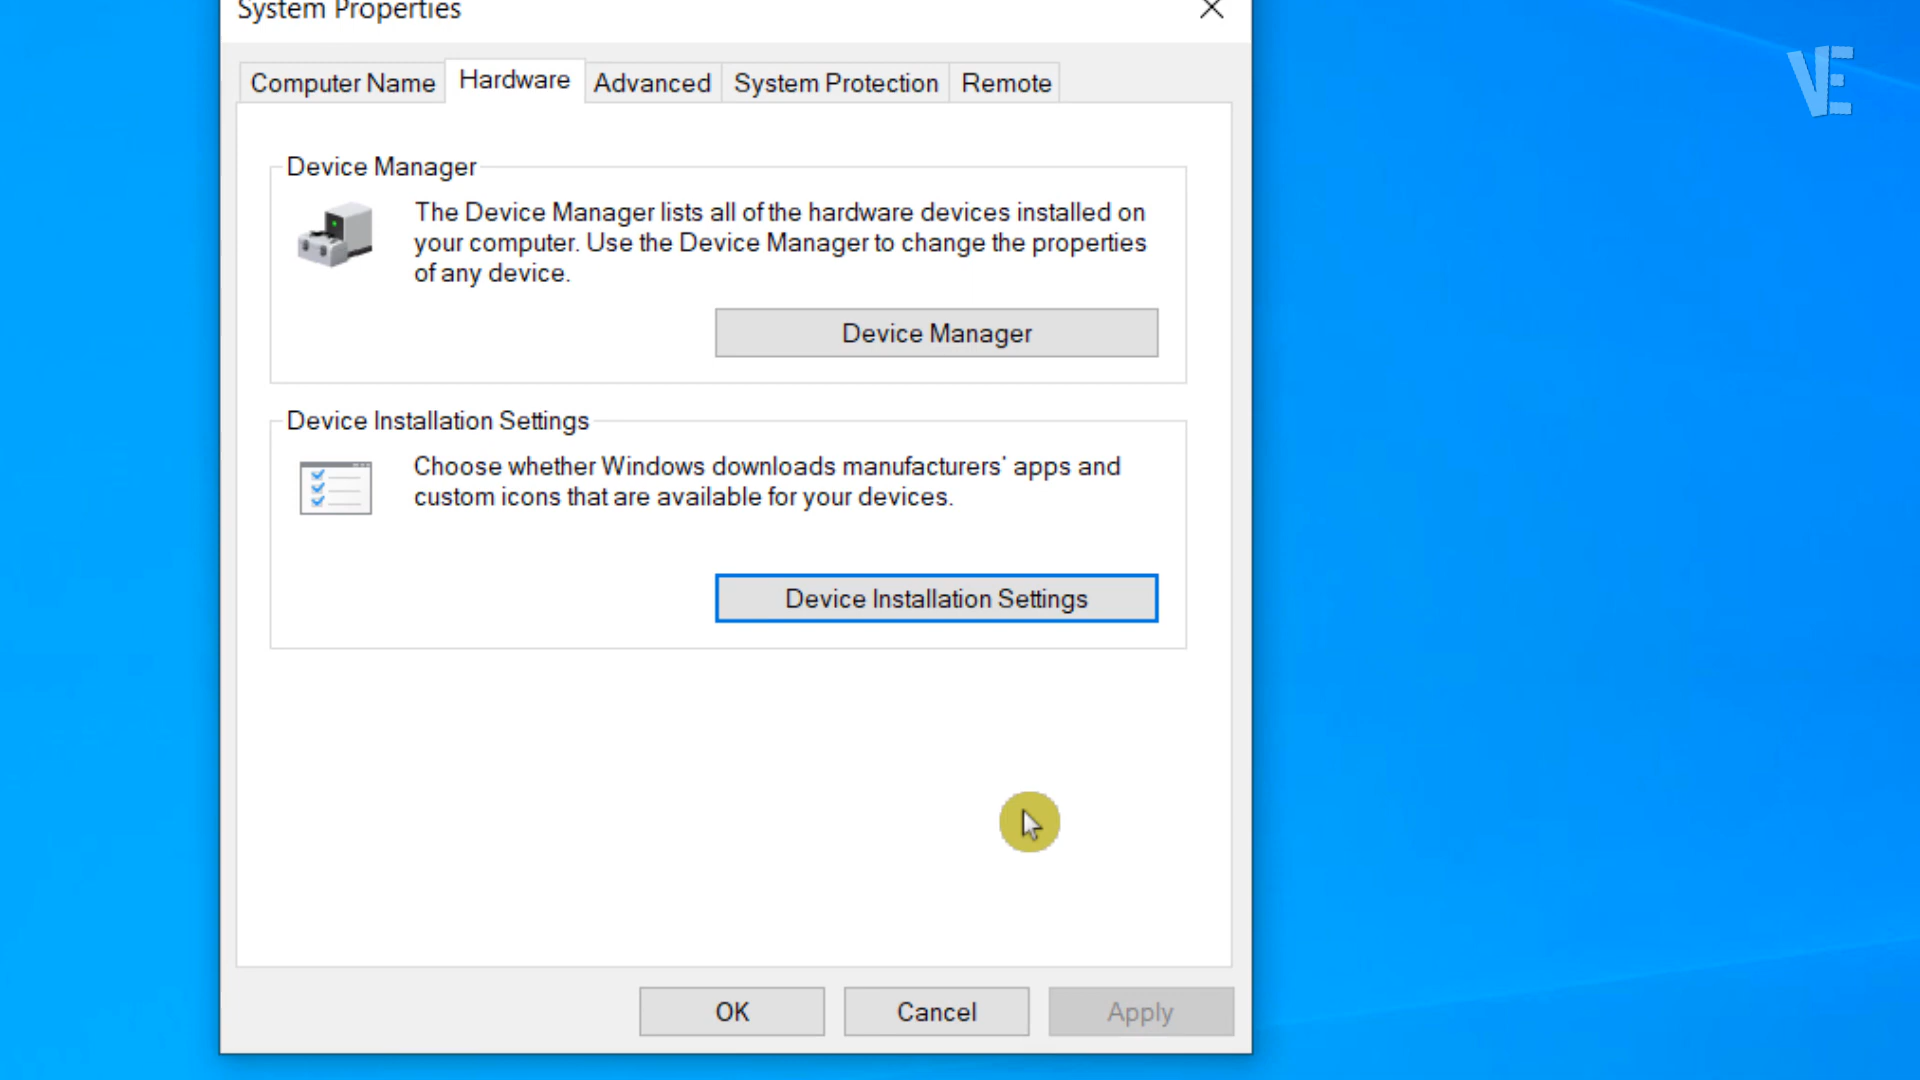 System Properties
Computer Name
Hardware
Advanced
System Protection
Remote
Device Manager
The Device Manager lists all of the hardware devices installed on
your computer. Use the Device Manager to change the properties
of any device.
Device Manager
Device Installation Settings
Choose whether Windows downloads manufacturers' apps and
custom icons that are available for your devices.
Device Installation Settings
OK
Cancel
Apply
VE